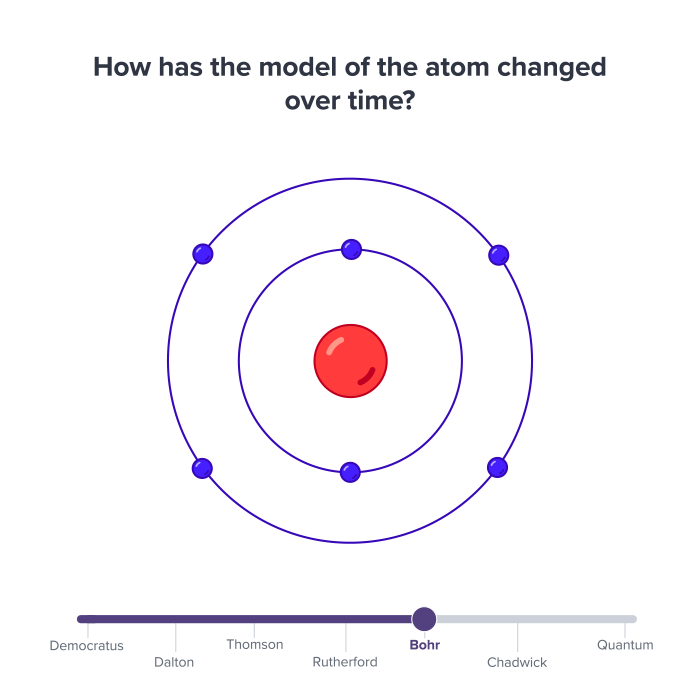 How has the model of the atom changed
over time?
Democratus
Dalton
Thomson
Rutherford
Bohr
Chadwick
Quantum